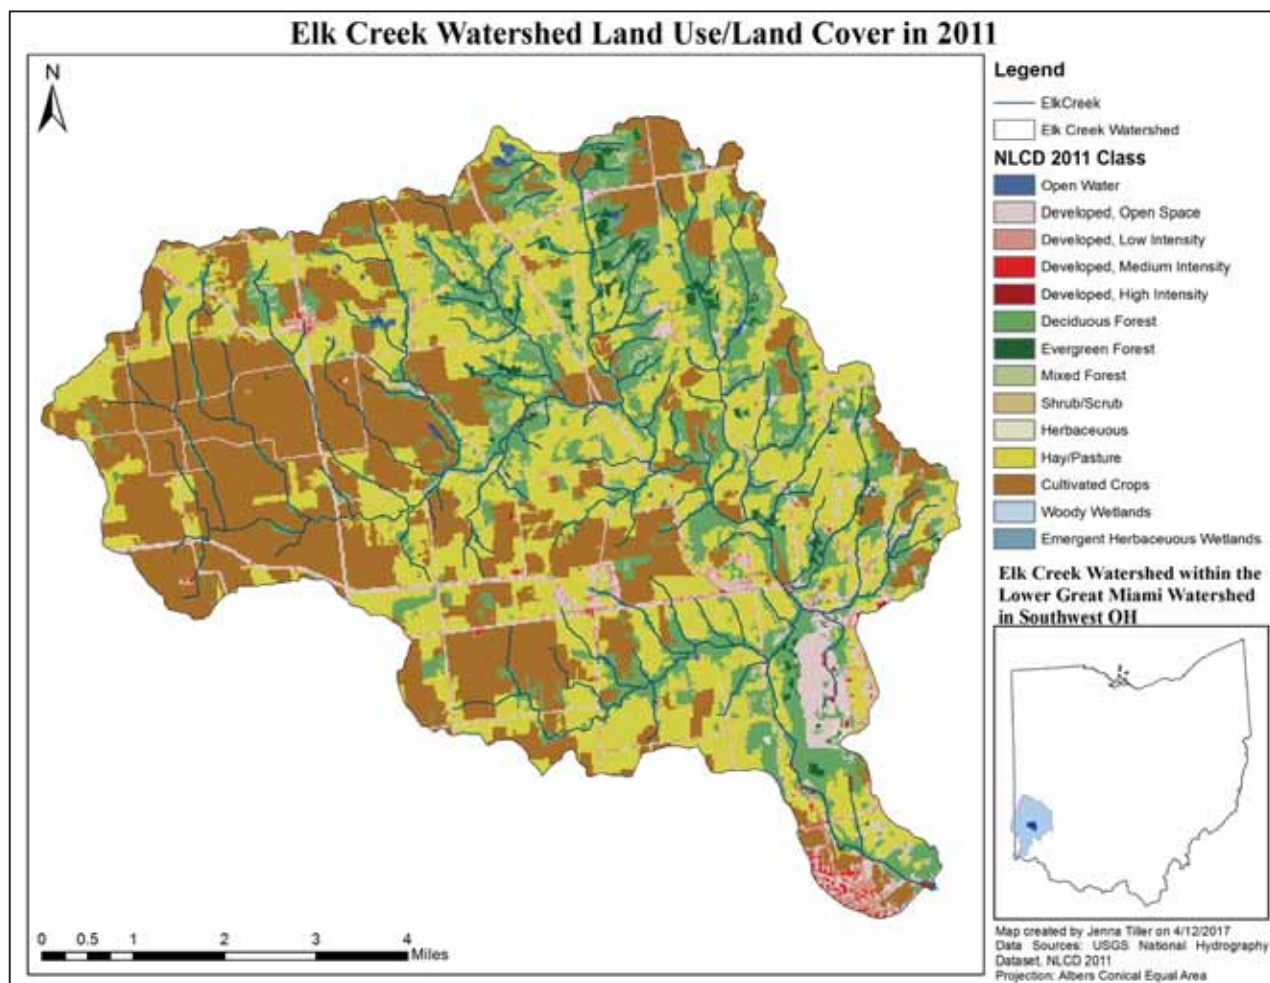 Elk Creek Watershed Land Use/Land Cover in 2011
N
Legend
ElkCreek
Elk Creek Watershed
NLCD 2011 Class
Open Water
Developed, Open Space
Developed, Low Intensity
Developed, Medium Intensity
Developed, High Intensity
Deciduous Forest
Evergreen Forest
Mixed Forest
Shrub/Scrub
Herbaceuous
Hay/Pasture
Cultivated Crops
Woody Wetlands
Emergent Herbaceuous Wetlands
Elk Creek Watershed within the
Lower Great Miami Watershed
in Southwest OH
0 0.5 1 2 3 4
Miles
Map created by Jenna Tiller on 4/12/2017
Data Sources: USGS National Hydrography
Dataset, NLCD 2011
Projection: Albers Conical Equal Area